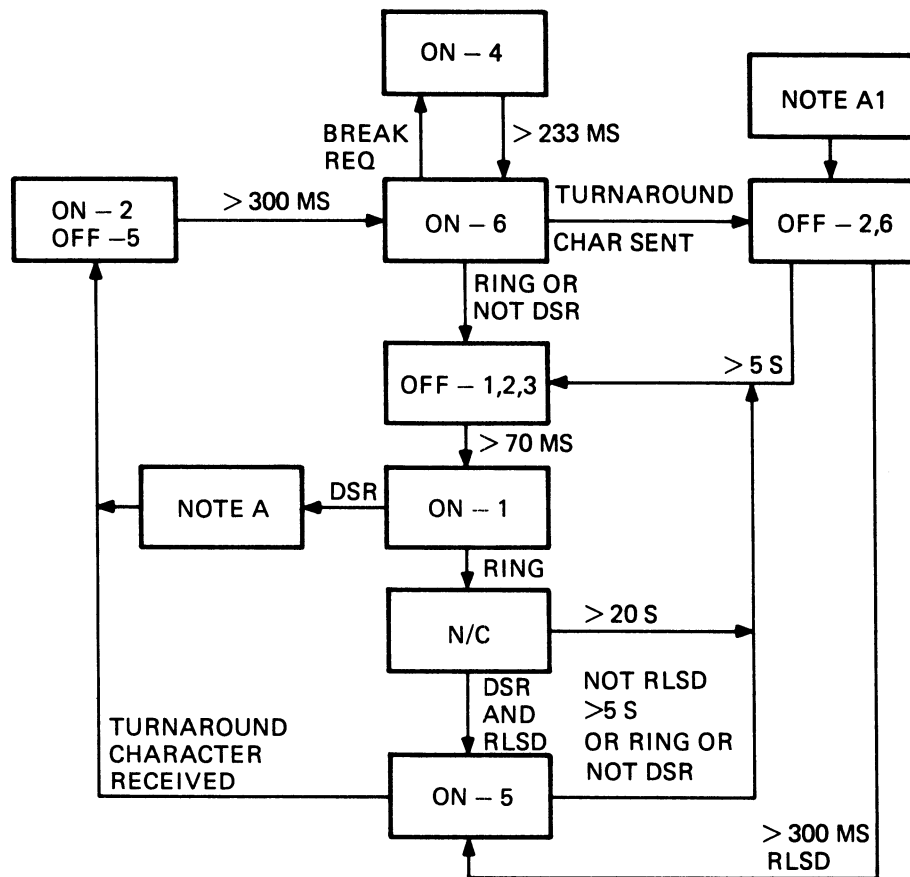 ON – 4
NOTE A1
BREAK
REQ
> 233 MS
ON – 2
OFF –5
> 300 MS
ON – 6
TURNAROUND
CHAR SENT
OFF – 2,6
RING OR
NOT DSR
OFF – 1,2,3
> 5 S
> 70 MS
NOTE A
DSR
ON –– 1
RING
N/C
> 20 S
DSR
AND
RLSD
NOT RLSD
>5 S
OR RING OR
NOT DSR
TURNAROUND
CHARACTER
RECEIVED
ON – 5
> 300 MS
RLSD